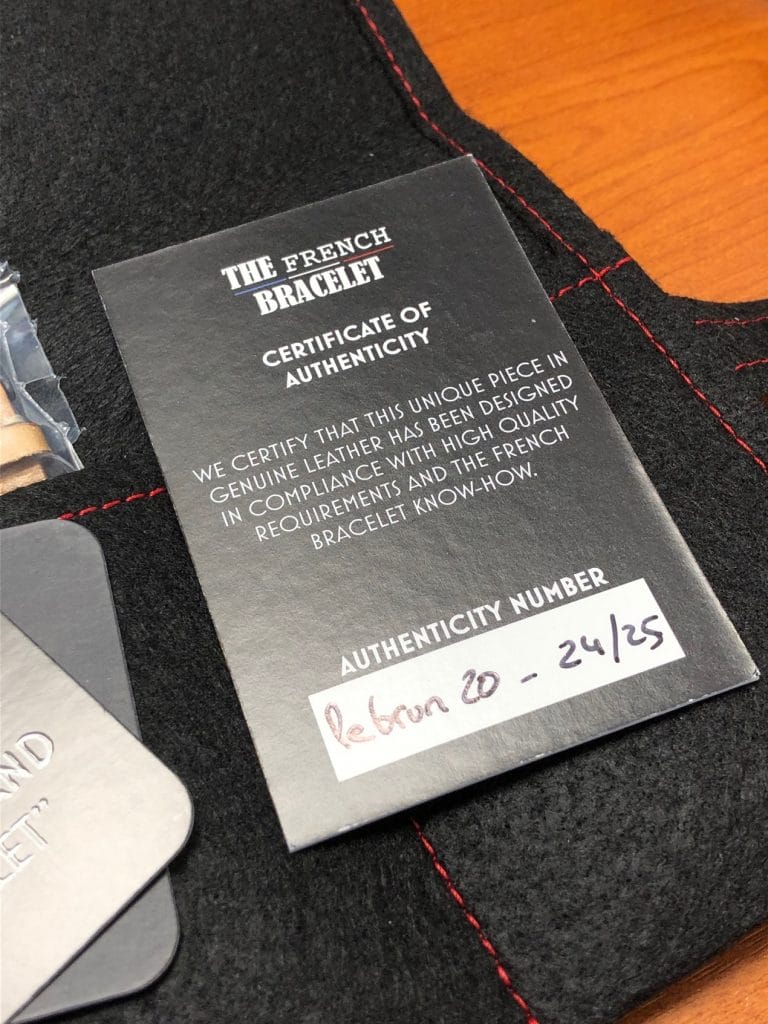 THE FRENCH
BRACELET
CERTIFICATE OF
AUTHENTICITY
WE CERTIFY THAT THIS UNIQUE PIECE IN
GENUINE LEATHER HAS BEEN DESIGNED
IN COMPLIANCE WITH HIGH QUALITY
REQUIREMENTS AND THE FRENCH
BRACELET KNOW-HOW.
AUTHENTICITY NUMBER
lebrun 20 - 24/25